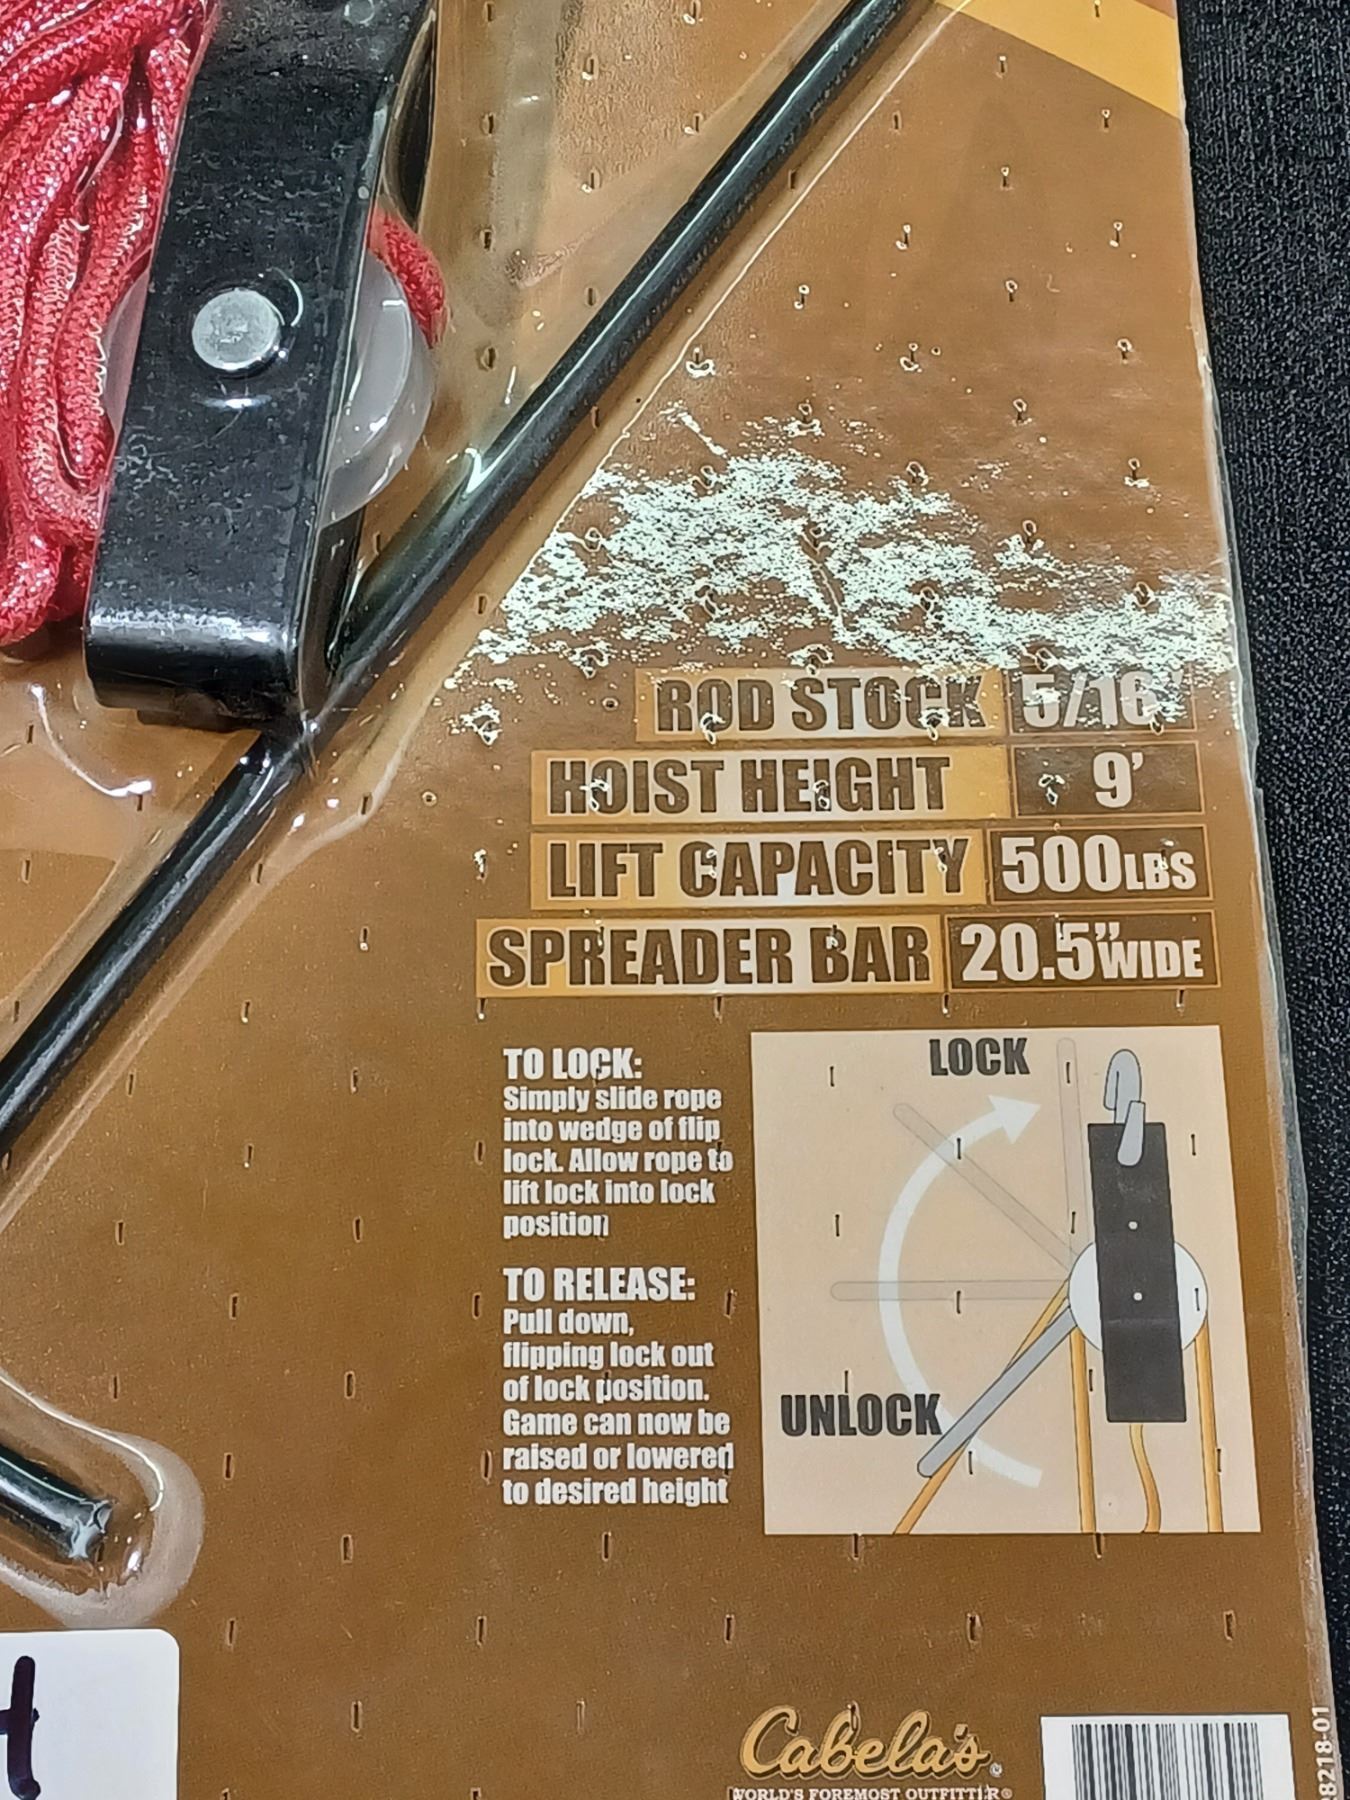 ROD STOCK 5/16"
HOIST HEIGHT 9'
LIFT CAPACITY 500LBS
SPREADER BAR 20.5"WIDE
TO LOCK:
Simply slide rope
into wedge of flip
lock. Allow rope to
lift lock into lock
position
TO RELEASE:
Pull down,
flipping lock out
of lock position.
Game can now be
raised or lowered
to desired height
LOCK
UNLOCK
Cabela's®
WORLD'S FOREMOST OUTFITTER®
8218-01